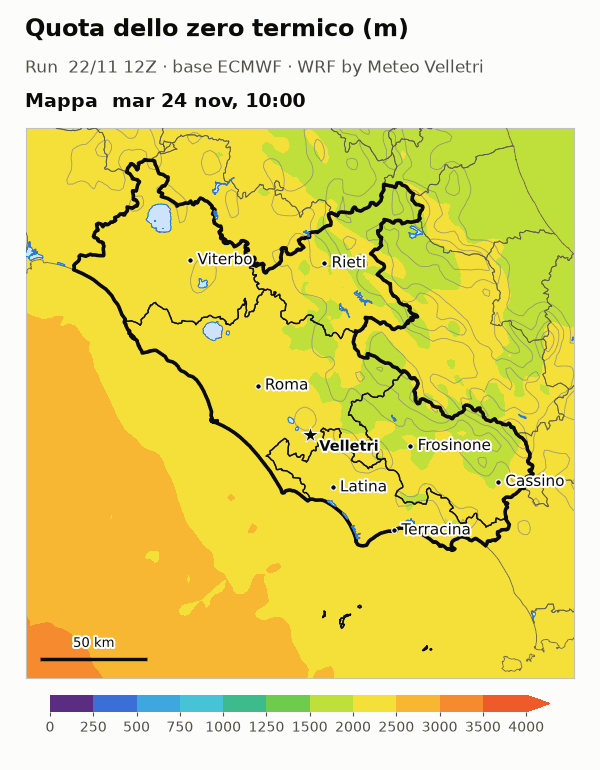 Quota dello zero termico (m)
Run  22/11 12Z · base ECMWF · WRF by Meteo Velletri
Mappa  mar 24 nov, 10:00
Viterbo
Rieti
Roma
Velletri
Frosinone
Cassino
Latina
Terracina
50 km
0 250 500 750 1000 1250 1500 2000 2500 3000 3500 4000